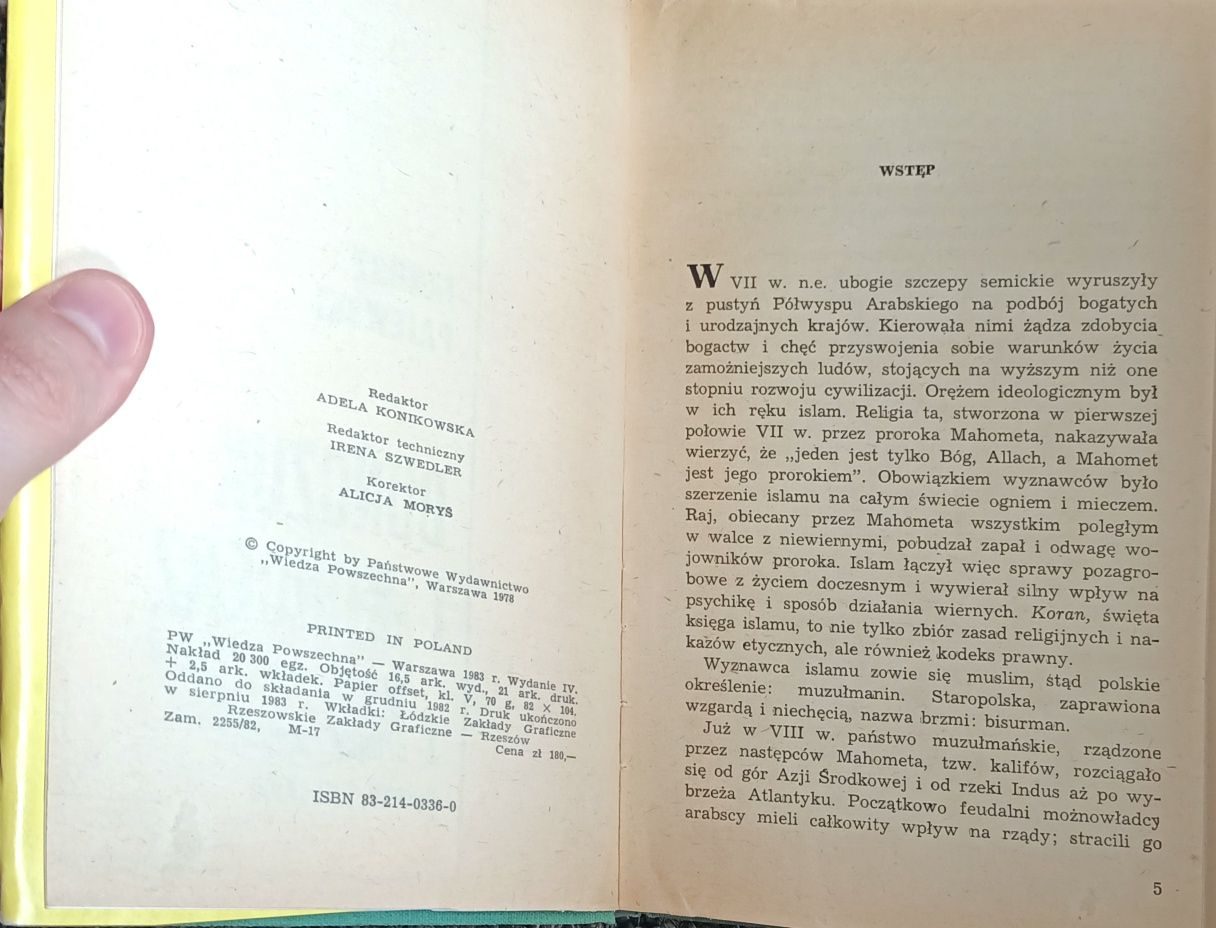 Redaktor
ADELA KONIKOWSKA
Redaktor techniczny
IRENA SZWEDLER
Korektor
ALICJA MORYŚ
© Copyright by Państwowe Wydawnictwo
„Wiedza Powszechna”, Warszawa 1978
PRINTED IN POLAND
PW „Wiedza Powszechna” — Warszawa 1983 r. Wydanie IV.
Nakład 20 300 egz. Objętość 16,5 ark. wyd., 21 ark. druk.
+ 2,5 ark. wkładek. Papier offset, kl. V, 70 g, 82 X 104.
Oddano do składania w grudniu 1982 r. Druk ukończono
w sierpniu 1983 r. Wkładki: Łódzkie Zakłady Graficzne
Rzeszowskie Zakłady Graficzne — Rzeszów
Zam. 2255/82, M-17
Cena zł 180,—
ISBN 83-214-0336-0
WSTĘP
W VII w. n.e. ubogie szczepy semickie wyruszyły
z pustyń Półwyspu Arabskiego na podbój bogatych
i urodzajnych krajów. Kierowała nimi żądza zdobycia
bogactw i chęć przyswojenia sobie warunków życia
zamożniejszych ludów, stojących na wyższym niż one
stopniu rozwoju cywilizacji. Orężem ideologicznym był
w ich ręku islam. Religia ta, stworzona w pierwszej
połowie VII w. przez proroka Mahometa, nakazywała
wierzyć, że „jeden jest tylko Bóg, Allach, a Mahomet
jest jego prorokiem”. Obowiązkiem wyznawców było
szerzenie islamu na całym świecie ogniem i mieczem.
Raj, obiecany przez Mahometa wszystkim poległym
w walce z niewiernymi, pobudzał zapał i odwagę wo-
jowników proroka. Islam łączył więc sprawy pozagro-
bowe z życiem doczesnym i wywierał silny wpływ na
psychikę i sposób działania wiernych. Koran, święta
księga islamu, to nie tylko zbiór zasad religijnych i na-
kazów etycznych, ale również kodeks prawny.
Wyznawca islamu zowie się muslim, stąd polskie
określenie: muzułmanin. Staropolska, zaprawiona
wzgardą i niechęcią, nazwa brzmi: bisurman.
Już w VIII w. państwo muzułmańskie, rządzone
przez następców Mahometa, tzw. kalifów, rozciągało
się od gór Azji Środkowej i od rzeki Indus aż po wy-
brzeża Atlantyku. Początkowo feudalni możnowładcy
arabscy mieli całkowity wpływ na rządy; stracili go
5